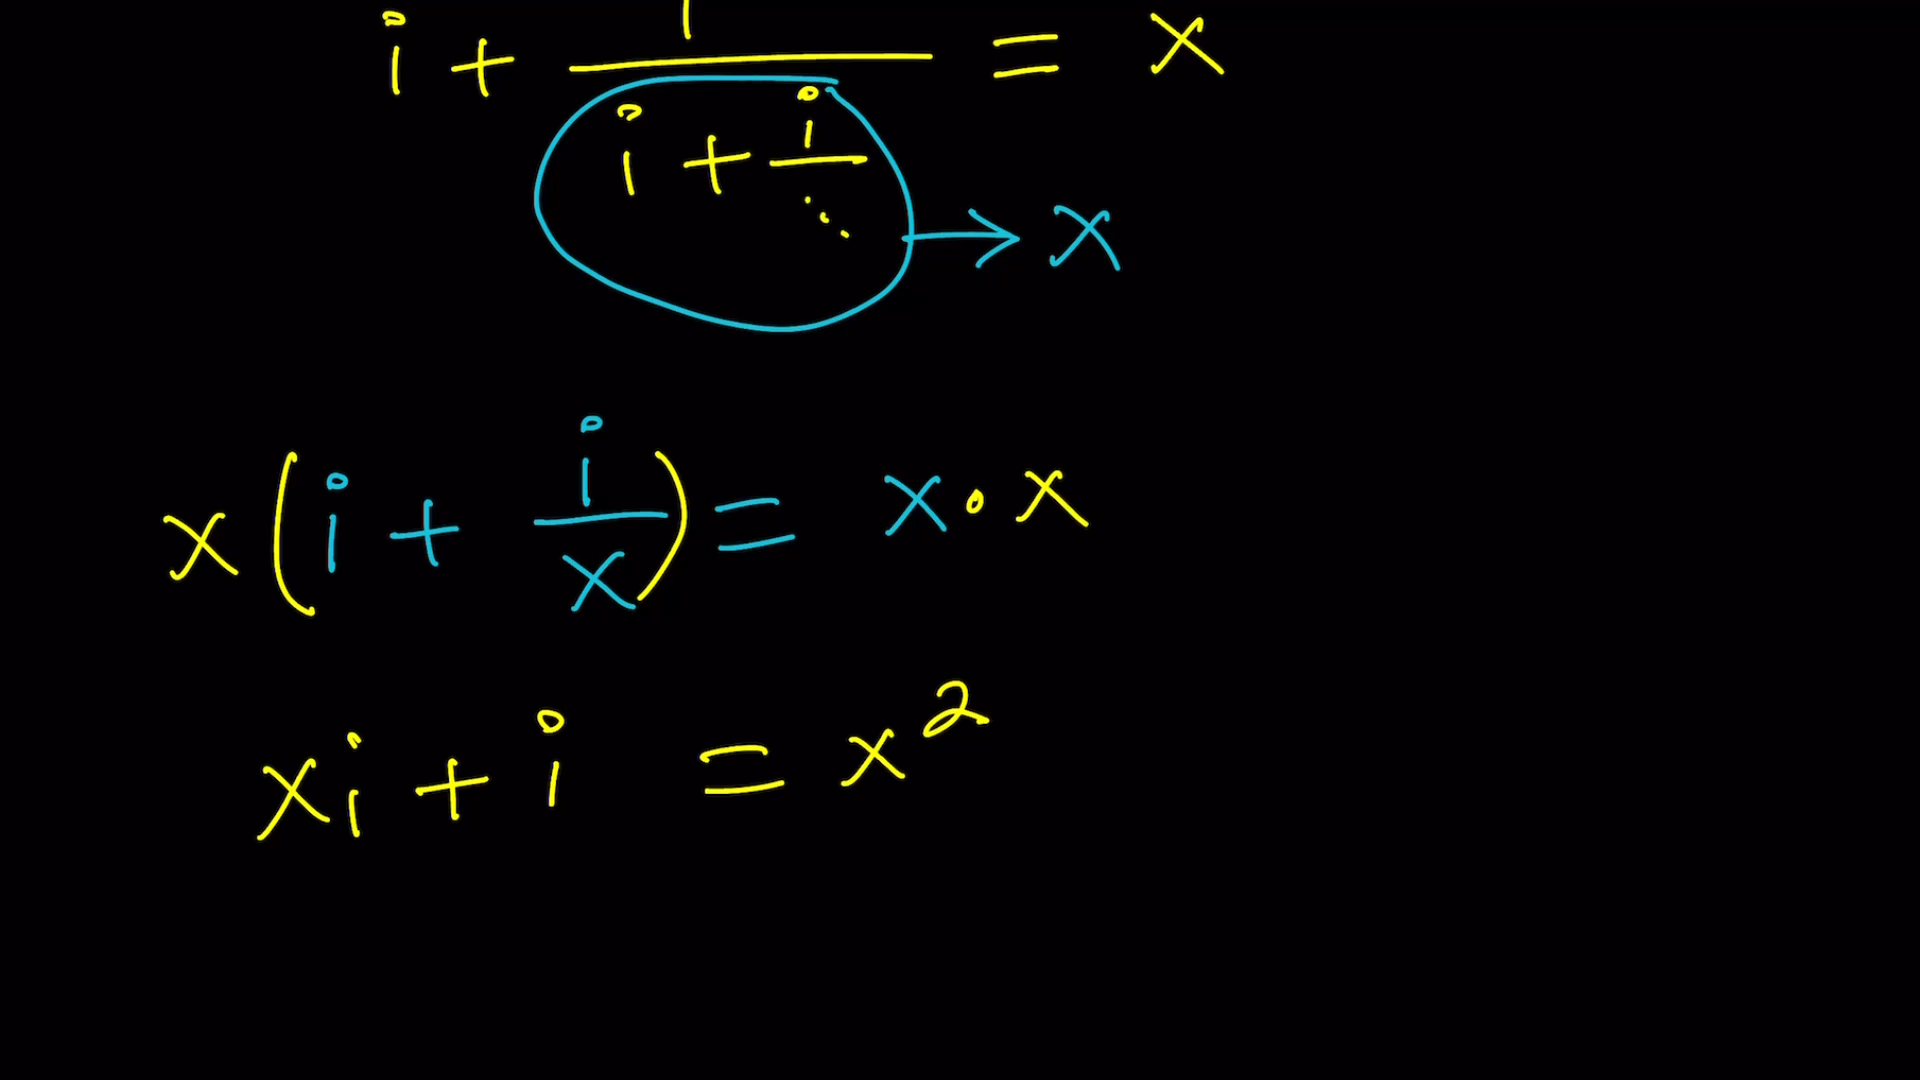 i + i/(i + i/⋱) = x
→ x
x(i + i/x) = x · x
xi + i = x²